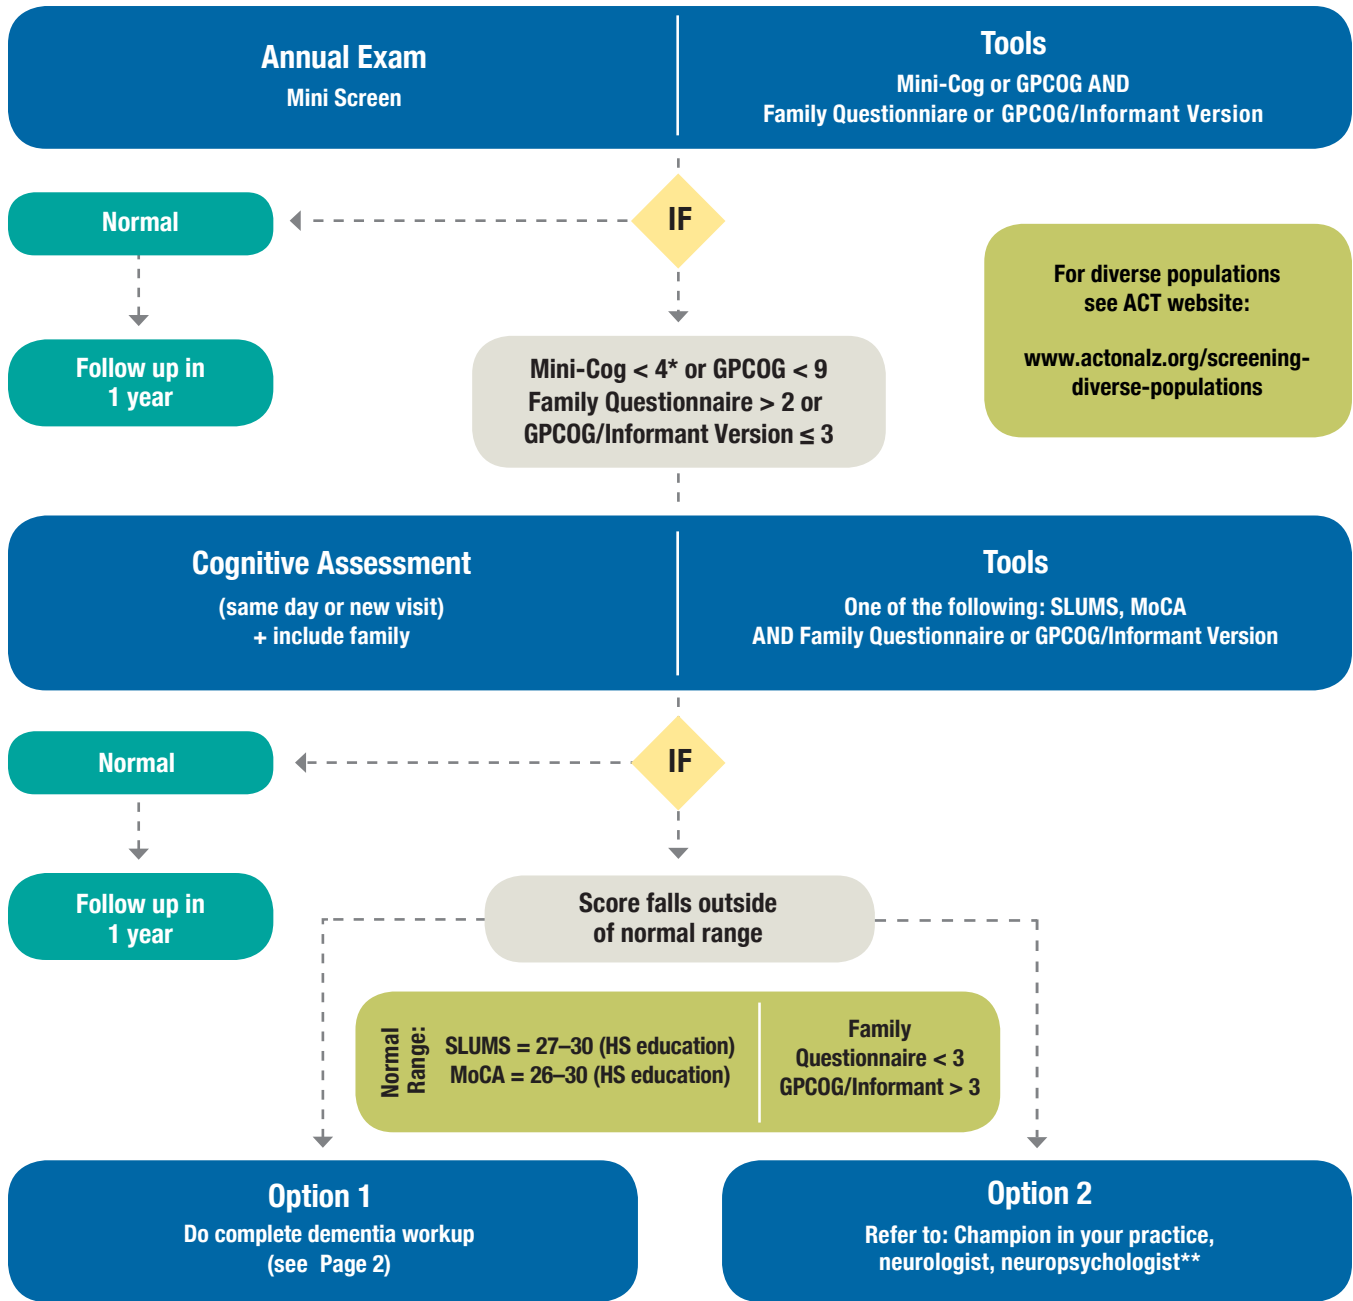 Annual Exam
Mini Screen
Tools
Mini-Cog or GPCOG AND
Family Questionniare or GPCOG/Informant Version
IF
Normal
Follow up in
1 year
For diverse populations
see ACT website:
www.actonalz.org/screening-
diverse-populations
Mini-Cog < 4* or GPCOG < 9
Family Questionnaire > 2 or
GPCOG/Informant Version ≤ 3
Cognitive Assessment
(same day or new visit)
+ include family
Tools
One of the following: SLUMS, MoCA
AND Family Questionnaire or GPCOG/Informant Version
IF
Normal
Follow up in
1 year
Score falls outside
of normal range
Normal
Range:
SLUMS = 27–30 (HS education)
MoCA = 26–30 (HS education)
Family
Questionnaire < 3
GPCOG/Informant > 3
Option 1
Do complete dementia workup
(see Page 2)
Option 2
Refer to: Champion in your practice,
neurologist, neuropsychologist**